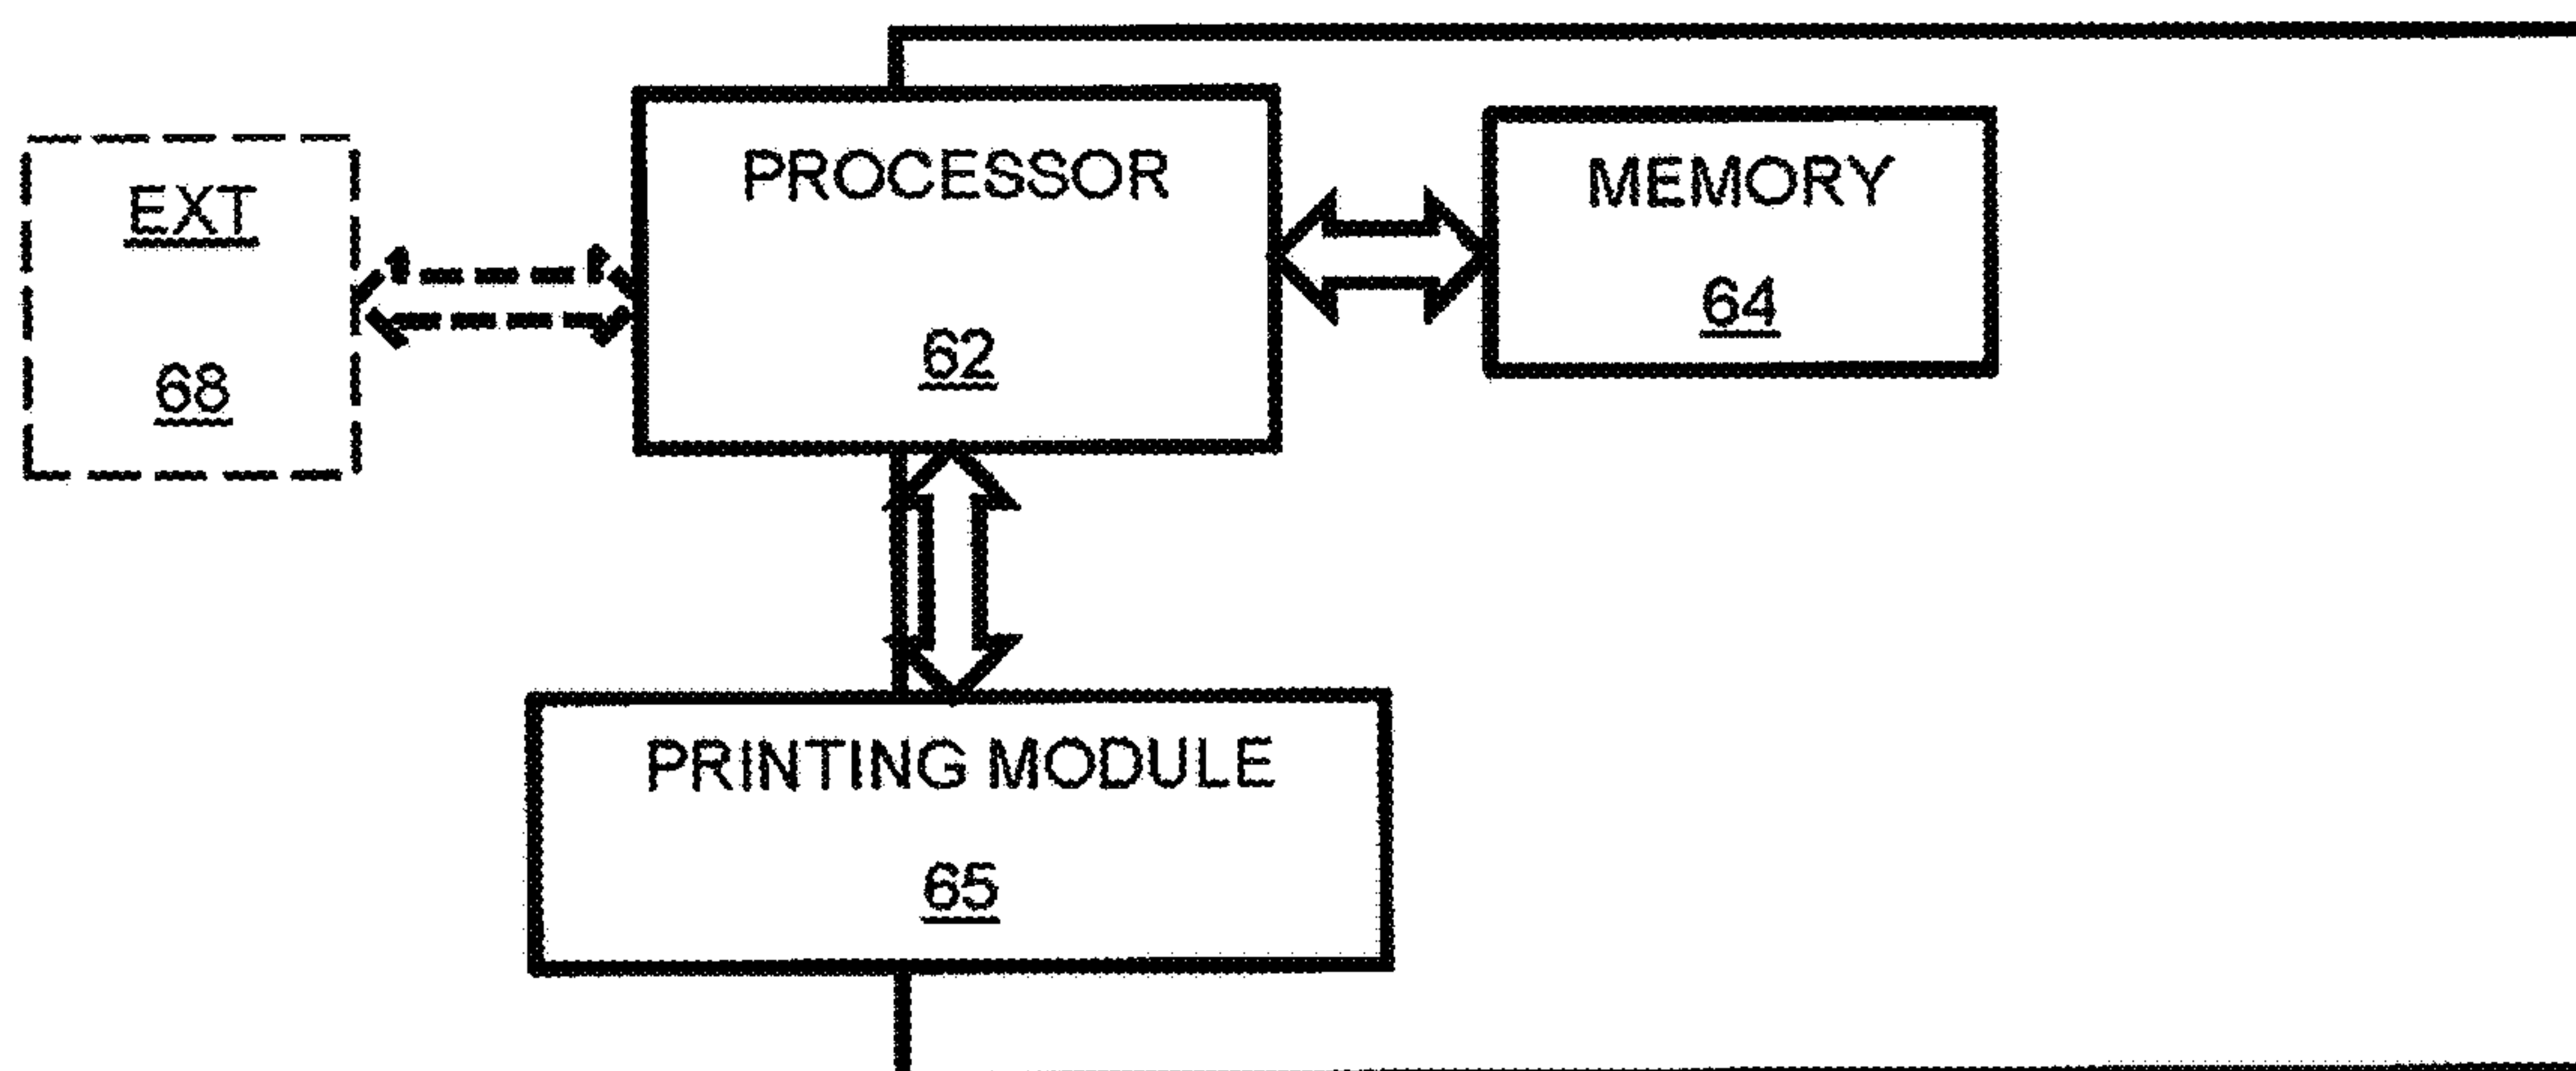 EXT
68
PROCESSOR
62
MEMORY
64
PRINTING MODULE
65